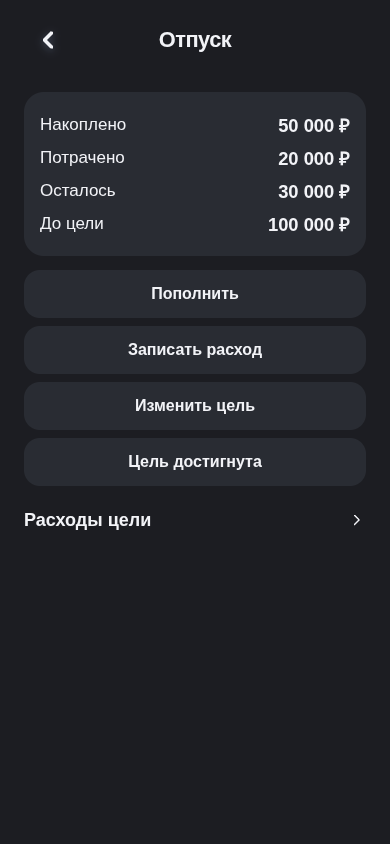 Отпуск
Накоплено 50 000 ₽
Потрачено 20 000 ₽
Осталось 30 000 ₽
До цели 100 000 ₽
Пополнить
Записать расход
Изменить цель
Цель достигнута
Расходы цели